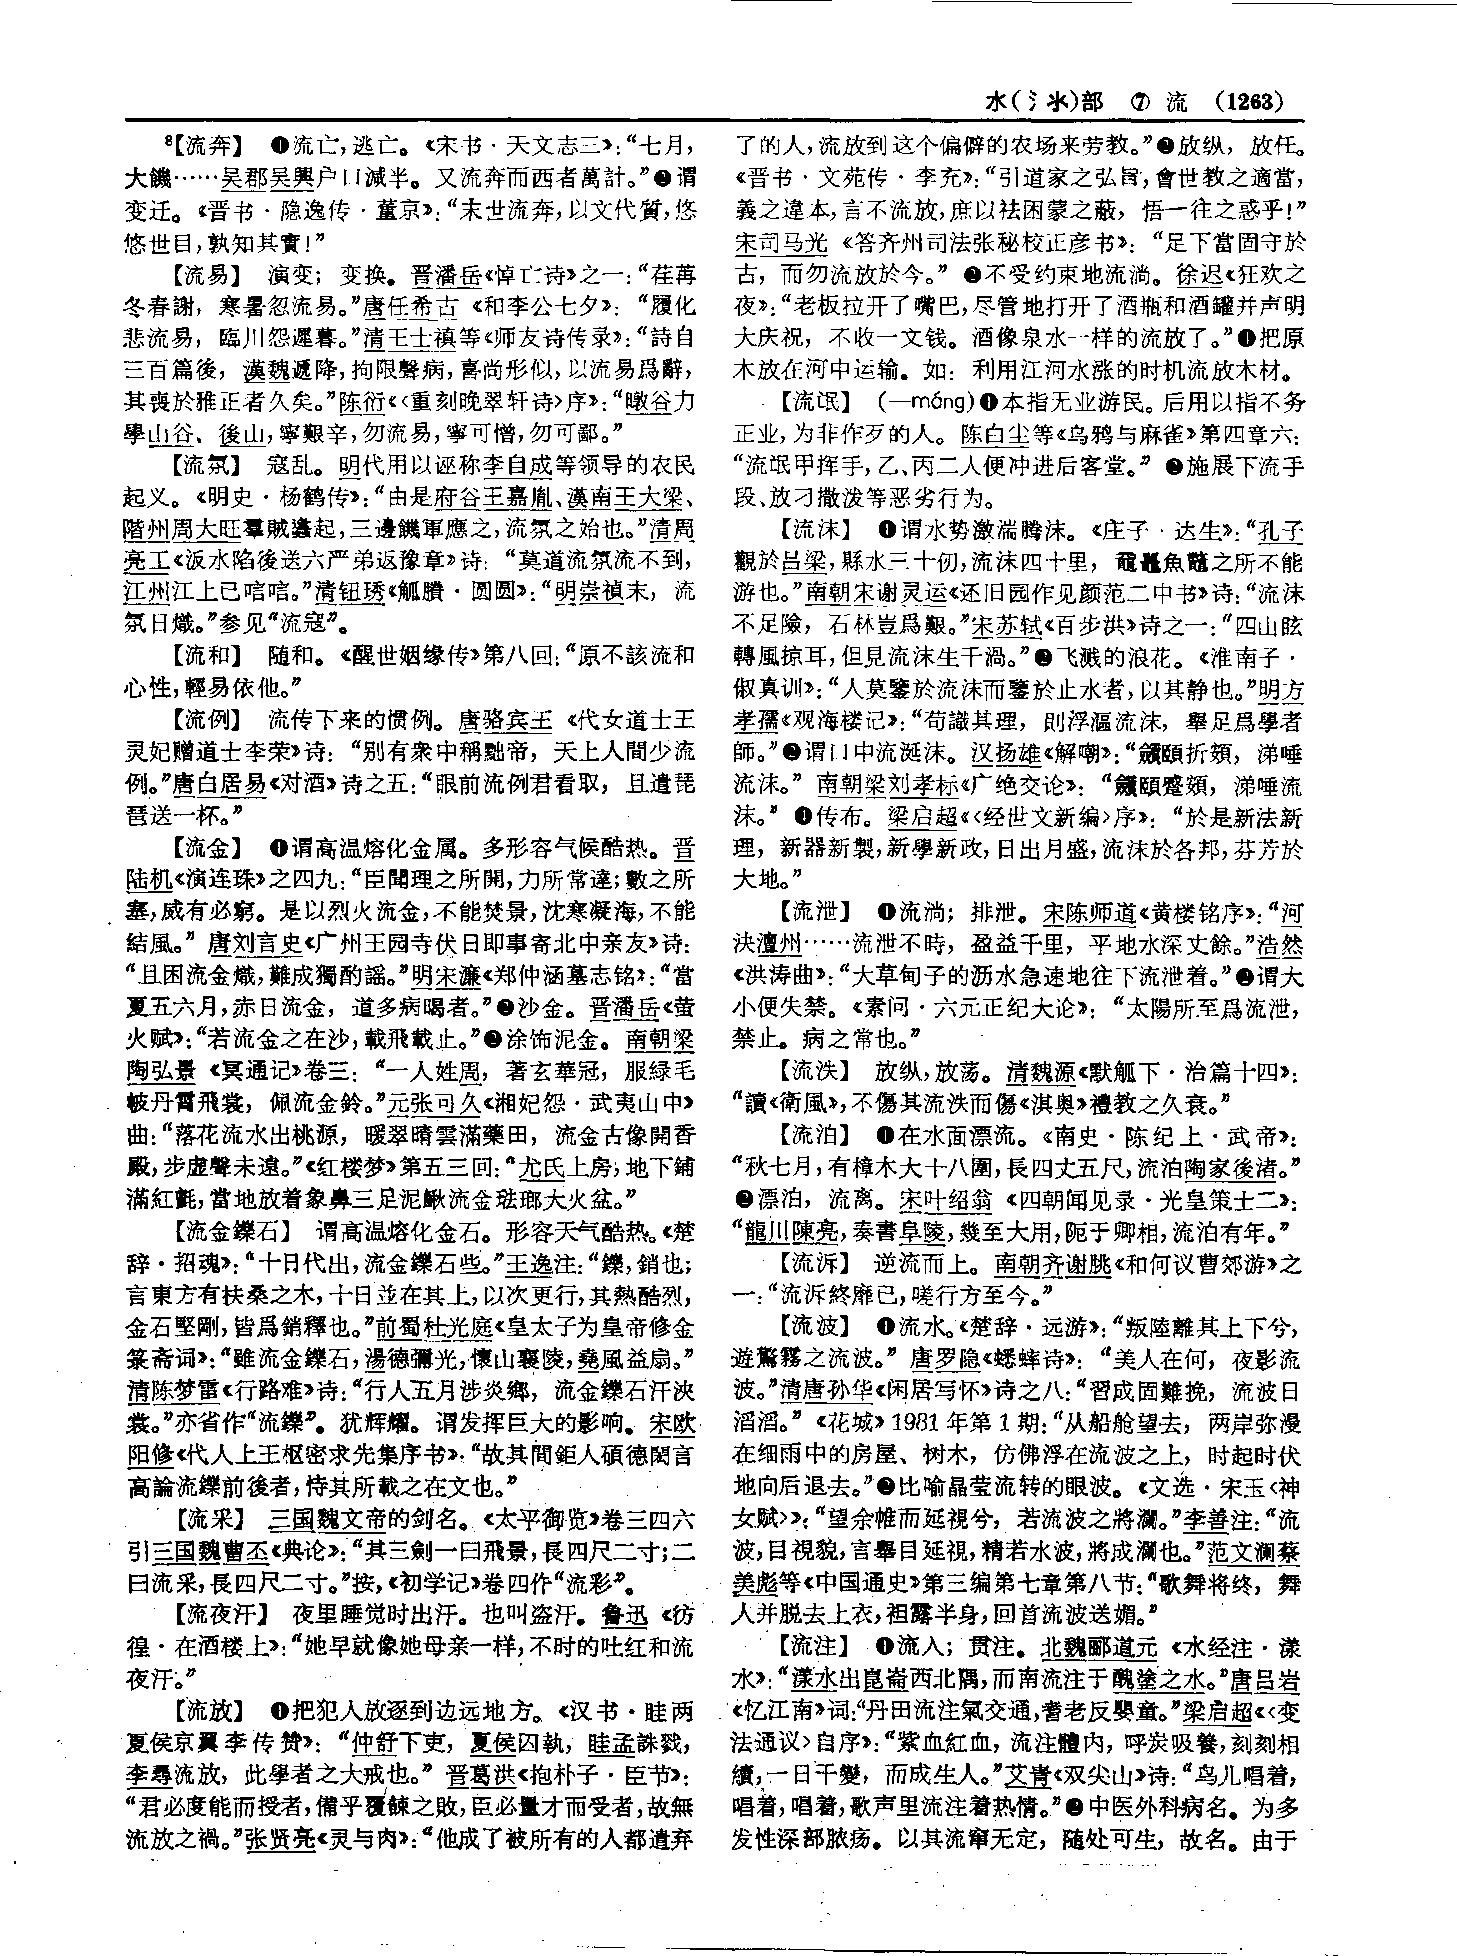 水(氵氺)部 ⑦ 流 (1263)
⁸【流奔】 ❶流亡，逃亡。《宋书·天文志三》：“七月，
大饑……吴郡吴興户口減半。又流奔而西者萬計。”❷谓
变迁。《晋书·隐逸传·董京》：“末世流奔，以文代質，悠
悠世目，孰知其實！”
【流易】 演变；变换。晋潘岳《悼亡诗》之一：“荏苒
冬春謝，寒暑忽流易。”唐任希古《和李公七夕》：“履化
悲流易，臨川怨遲暮。”清王士禛等《师友诗传录》：“詩自
三百篇後，漢魏遞降，拘限聲病，喜尚形似，以流易爲辭，
其喪於雅正者久矣。”陈衍《〈重刻晚翠轩诗〉序》：“暾谷力
學山谷、後山，寧艱辛，勿流易，寧可憎，勿可鄙。”
【流氛】 寇乱。明代用以诬称李自成等领导的农民
起义。《明史·杨鹤传》：“由是府谷王嘉胤、漢南王大梁、
階州周大旺羣賊蠭起，三邊饑軍應之，流氛之始也。”清周
亮工《汳水陷後送六严弟返豫章》诗：“莫道流氛流不到，
江州江上已喑喑。”清钮琇《觚賸·圆圆》：“明崇禎末，流
氛日熾。”参见“流寇”。
【流和】 随和。《醒世姻缘传》第八回：“原不該流和
心性，輕易依他。”
【流例】 流传下来的惯例。唐骆宾王《代女道士王
灵妃赠道士李荣》诗：“别有衆中稱黜帝，天上人間少流
例。”唐白居易《对酒》诗之五：“眼前流例君看取，且遣琵
琶送一杯。”
【流金】 ❶谓高温熔化金属。多形容气候酷热。晋
陆机《演连珠》之四九：“臣聞理之所開，力所常達；數之所
塞，威有必窮。是以烈火流金，不能焚景，沈寒凝海，不能
結風。”唐刘言史《广州王园寺伏日即事寄北中亲友》诗：
“且困流金熾，難成獨酌謡。”明宋濂《郑仲涵墓志铭》：“當
夏五六月，赤日流金，道多病暍者。”❷沙金。晋潘岳《萤
火赋》：“若流金之在沙，載飛載止。”❸涂饰泥金。南朝梁
陶弘景《冥通记》卷三：“一人姓周，著玄華冠，服緑毛
帔丹霄飛裳，佩流金鈴。”元张可久《湘妃怨·武夷山中》
曲：“落花流水出桃源，暖翠晴雲滿藥田，流金古像開香
殿，步虛聲未遠。”《红楼梦》第五三回：“尤氏上房，地下鋪
滿紅氈，當地放着象鼻三足泥鰍流金琺瑯大火盆。”
【流金鑠石】 谓高温熔化金石。形容天气酷热。《楚
辞·招魂》：“十日代出，流金鑠石些。”王逸注：“鑠，銷也；
言東方有扶桑之木，十日並在其上，以次更行，其熱酷烈，
金石堅剛，皆爲銷釋也。”前蜀杜光庭《皇太子为皇帝修金
箓斋词》：“雖流金鑠石，湯德彌光，懷山襄陵，堯風益扇。”
清陈梦雷《行路难》诗：“行人五月涉炎鄉，流金鑠石汗泱
裳。”亦省作“流鑠”。犹辉耀。谓发挥巨大的影响。宋欧
阳修《代人上王枢密求先集序书》：“故其間鉅人碩德閎言
高論流鑠前後者，恃其所載之在文也。”
【流采】 三国魏文帝的剑名。《太平御览》卷三四六
引三国魏曹丕《典论》：“其三劍一曰飛景，長四尺二寸；二
曰流采，長四尺二寸。”按，《初学记》卷四作“流彩”。
【流夜汗】 夜里睡觉时出汗。也叫盗汗。鲁迅《彷
徨·在酒楼上》：“她早就像她母亲一样，不时的吐红和流
夜汗。”
【流放】 ❶把犯人放逐到边远地方。《汉书·眭两
夏侯京翼李传赞》：“仲舒下吏，夏侯囚執，眭孟誅戮，
李尋流放，此學者之大戒也。”晋葛洪《抱朴子·臣节》：
“君必度能而授者，備乎覆餗之敗，臣必量才而受者，故無
流放之禍。”张贤亮《灵与肉》：“他成了被所有的人都遗弃
了的人，流放到这个偏僻的农场来劳教。”❷放纵，放任。
《晋书·文苑传·李充》：“引道家之弘旨，會世教之適當，
義之違本，言不流放，庶以祛困蒙之蔽，悟一往之惑乎！”
宋司马光《答齐州司法张秘校正彦书》：“足下當固守於
古，而勿流放於今。”❸不受约束地流淌。徐迟《狂欢之
夜》：“老板拉开了嘴巴，尽管地打开了酒瓶和酒罐并声明
大庆祝，不收一文钱。酒像泉水一样的流放了。”❹把原
木放在河中运输。如：利用江河水涨的时机流放木材。
【流氓】 (—máng)❶本指无业游民。后用以指不务
正业，为非作歹的人。陈白尘等《乌鸦与麻雀》第四章六：
“流氓甲挥手，乙、丙二人便冲进后客堂。”❷施展下流手
段、放刁撒泼等恶劣行为。
【流沫】 ❶谓水势激湍腾沫。《庄子·达生》：“孔子
觀於吕梁，縣水三十仞，流沫四十里，黿鼉魚鼈之所不能
游也。”南朝宋谢灵运《还旧园作见颜范二中书》诗：“流沫
不足險，石林豈爲艱。”宋苏轼《百步洪》诗之一：“四山眩
轉風掠耳，但見流沫生千渦。”❷飞溅的浪花。《淮南子·
俶真训》：“人莫鑒於流沫而鑒於止水者，以其静也。”明方
孝孺《观海楼记》：“苟識其理，則浮漚流沫，舉足爲學者
師。”❸谓口中流涎沫。汉扬雄《解嘲》：“顩頤折頞，涕唾
流沫。”南朝梁刘孝标《广绝交论》：“顩頤蹙頞，涕唾流
沫。”❹传布。梁启超《〈经世文新编〉序》：“於是新法新
理，新器新製，新學新政，日出月盛，流沫於各邦，芬芳於
大地。”
【流泄】 ❶流淌；排泄。宋陈师道《黄楼铭序》：“河
決澶州……流泄不時，盈益千里，平地水深丈餘。”浩然
《洪涛曲》：“大草甸子的沥水急速地往下流泄着。”❷谓大
小便失禁。《素问·六元正纪大论》：“太陽所至爲流泄，
禁止。病之常也。”
【流泆】 放纵，放荡。清魏源《默觚下·治篇十四》：
“讀《衛風》，不傷其流泆而傷《淇奥》禮教之久衰。”
【流泊】 ❶在水面漂流。《南史·陈纪上·武帝》：
“秋七月，有樟木大十八圍，長四丈五尺，流泊陶家後渚。”
❷漂泊，流离。宋叶绍翁《四朝闻见录·光皇策士二》：
“龍川陳亮，奏書阜陵，幾至大用，阨于卿相，流泊有年。”
【流泝】 逆流而上。南朝齐谢朓《和何议曹郊游》之
一：“流泝終靡已，嗟行方至今。”
【流波】 ❶流水。《楚辞·远游》：“叛陸離其上下兮，
遊驚霧之流波。”唐罗隐《蟋蟀诗》：“美人在何，夜影流
波。”清唐孙华《闲居写怀》诗之八：“習成固難挽，流波日
滔滔。”《花城》1981年第1期：“从船舱望去，两岸弥漫
在细雨中的房屋、树木，仿佛浮在流波之上，时起时伏
地向后退去。”❷比喻晶莹流转的眼波。《文选·宋玉〈神
女赋〉》：“望余帷而延視兮，若流波之將瀾。”李善注：“流
波，目視貌，言舉目延視，精若水波，將成瀾也。”范文澜蔡
美彪等《中国通史》第三编第七章第八节：“歌舞将终，舞
人并脱去上衣，袒露半身，回首流波送媚。”
【流注】 ❶流入；贯注。北魏郦道元《水经注·漾
水》：“漾水出崑崙西北隅，而南流注于醜塗之水。”唐吕岩
《忆江南》词：“丹田流注氣交通，耆老反嬰童。”梁启超《〈变
法通议〉自序》：“紫血紅血，流注體内，呼炭吸養，刻刻相
續，一日千變，而成生人。”艾青《双尖山》诗：“鸟儿唱着，
唱着，唱着，歌声里流注着热情。”❷中医外科病名。为多
发性深部脓疡。以其流窜无定，随处可生，故名。由于